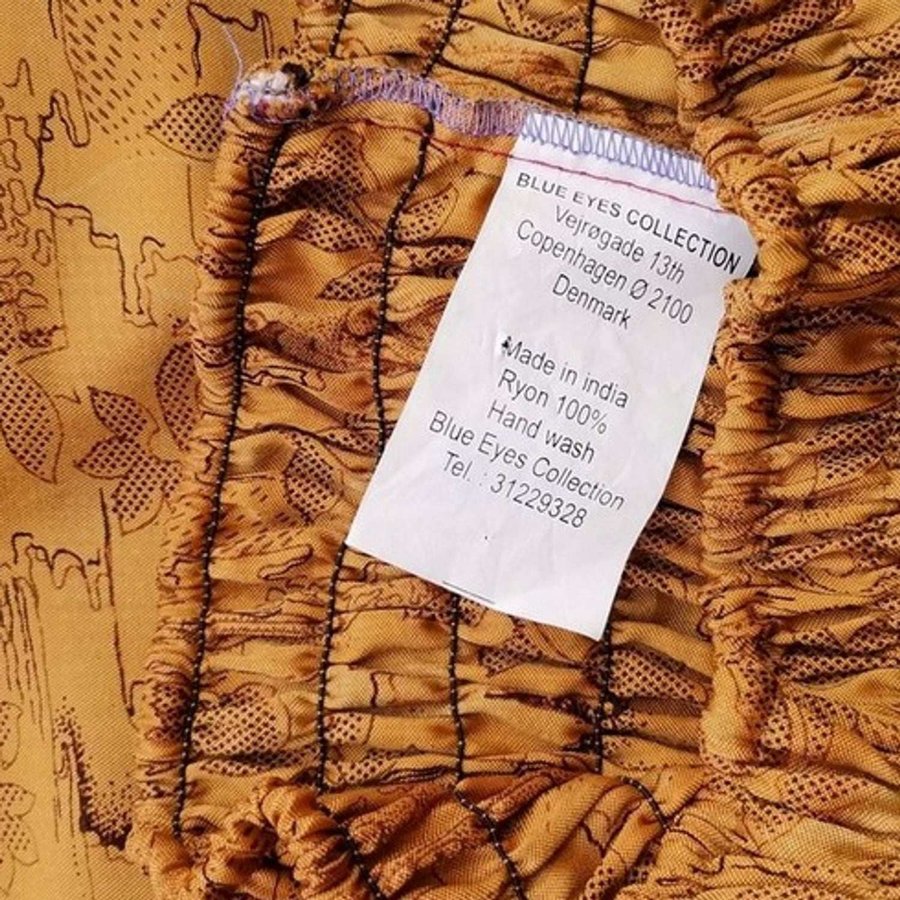 BLUE EYES COLLECTION
Vejrøgade 13th
Copenhagen Ø 2100
Denmark
Made in india
Ryon 100%
Hand wash
Blue Eyes Collection
Tel. : 31229328